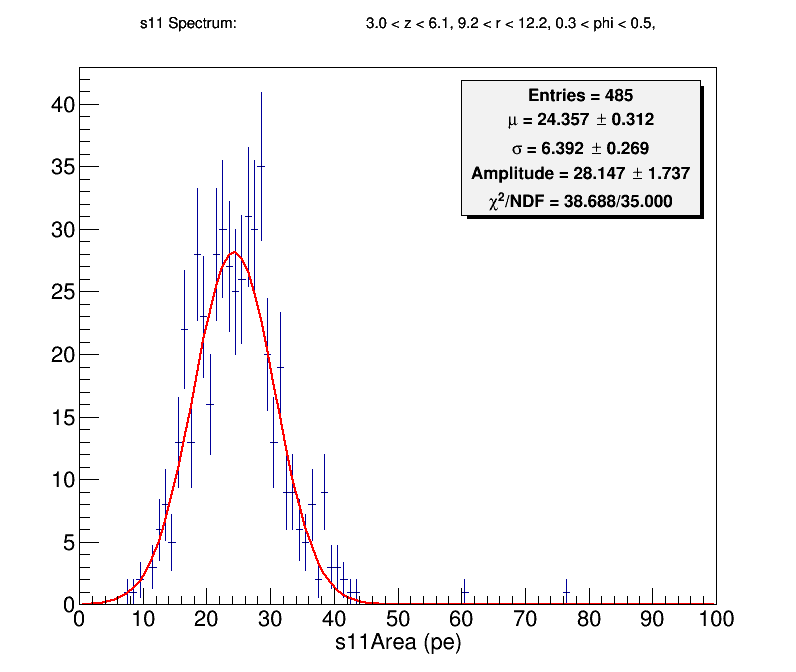 s11 Spectrum: 3.0 < z < 6.1, 9.2 < r < 12.2, 0.3 < phi < 0.5,
Entries = 485
μ = 24.357 ± 0.312
σ = 6.392 ± 0.269
Amplitude = 28.147 ± 1.737
χ²/NDF = 38.688/35.000
40
35
30
25
20
15
10
5
0
0 10 20 30 40 50 60 70 80 90 100
s11Area (pe)